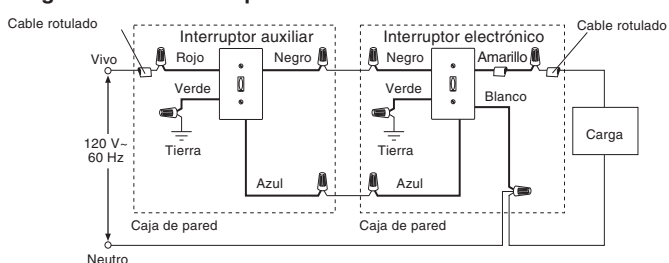 Cable rotulado
Interruptor auxiliar
Interruptor electrónico
Cable rotulado
Vivo
Rojo
Negro
Negro
Amarillo
Verde
Verde
Blanco
120 V~
60 Hz
Tierra
Tierra
Carga
Azul
Azul
Caja de pared
Caja de pared
Neutro